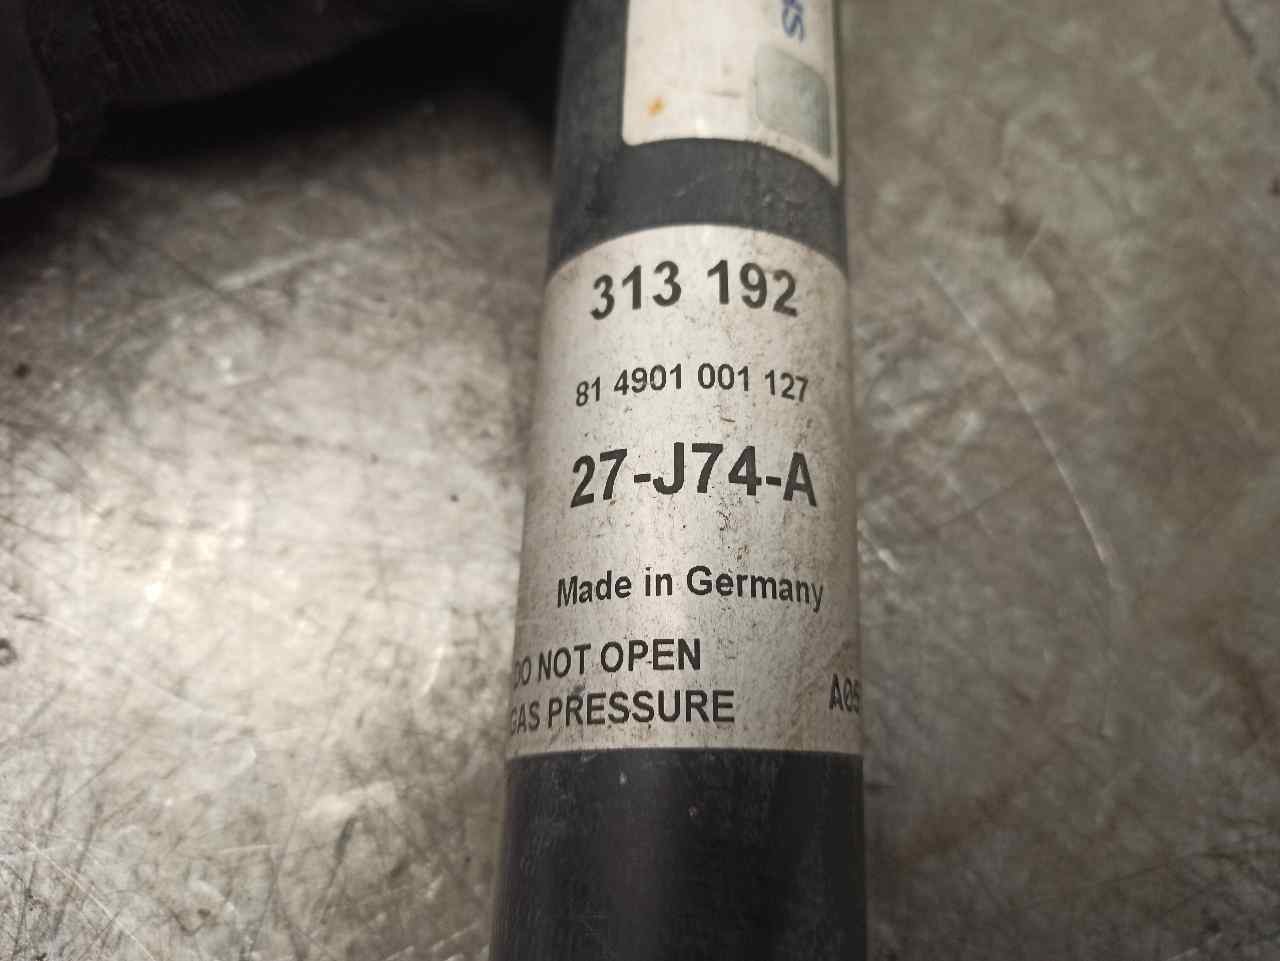 313 192
81 4901 001 127
27-J74-A
Made in Germany
DO NOT OPEN
GAS PRESSURE